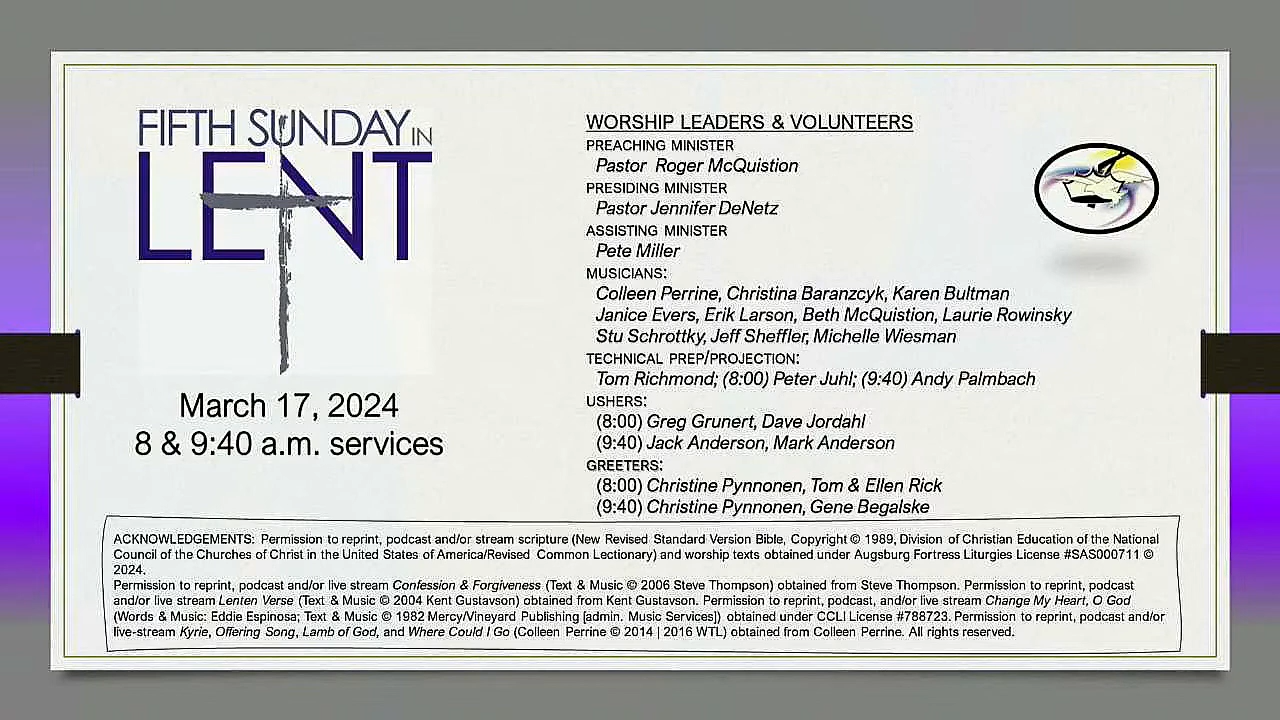 FIFTH SUNDAY IN
LENT
March 17, 2024
8 & 9:40 a.m. services
WORSHIP LEADERS & VOLUNTEERS
PREACHING MINISTER
Pastor Roger McQuistion
PRESIDING MINISTER
Pastor Jennifer DeNetz
ASSISTING MINISTER
Pete Miller
MUSICIANS:
Colleen Perrine, Christina Baranzcyk, Karen Bultman
Janice Evers, Erik Larson, Beth McQuistion, Laurie Rowinsky
Stu Schrottky, Jeff Sheffler, Michelle Wiesman
TECHNICAL PREP/PROJECTION:
Tom Richmond; (8:00) Peter Juhl; (9:40) Andy Palmbach
USHERS:
(8:00) Greg Grunert, Dave Jordahl
(9:40) Jack Anderson, Mark Anderson
GREETERS:
(8:00) Christine Pynnonen, Tom & Ellen Rick
(9:40) Christine Pynnonen, Gene Begalske
ACKNOWLEDGEMENTS: Permission to reprint, podcast and/or stream scripture (New Revised Standard Version Bible, Copyright © 1989, Division of Christian Education of the National
Council of the Churches of Christ in the United States of America/Revised Common Lectionary) and worship texts obtained under Augsburg Fortress Liturgies License #SAS000711 ©
2024.
Permission to reprint, podcast and/or live stream Confession & Forgiveness (Text & Music © 2006 Steve Thompson) obtained from Steve Thompson. Permission to reprint, podcast
and/or live stream Lenten Verse (Text & Music © 2004 Kent Gustavson) obtained from Kent Gustavson. Permission to reprint, podcast, and/or live stream Change My Heart, O God
(Words & Music: Eddie Espinosa; Text & Music © 1982 Mercy/Vineyard Publishing [admin. Music Services]) obtained under CCLI License #788723. Permission to reprint, podcast and/or
live-stream Kyrie, Offering Song, Lamb of God, and Where Could I Go (Colleen Perrine © 2014 | 2016 WTL) obtained from Colleen Perrine. All rights reserved.